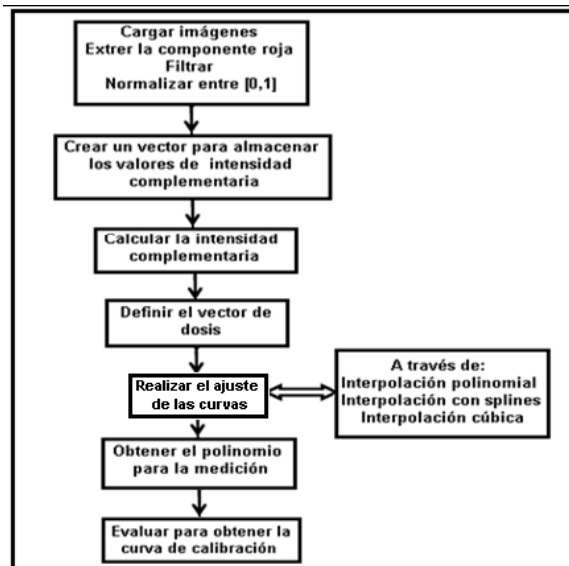 Cargar imágenes
Extrer la componente roja
Filtrar
Normalizar entre [0,1]
Crear un vector para almacenar
los valores de intensidad
complementaria
Calcular la intensidad
complementaria
Definir el vector de
dosis
Realizar el ajuste
de las curvas
A través de:
Interpolación polinomial
Interpolación con splines
Interpolación cúbica
Obtener el polinomio
para la medición
Evaluar para obtener la
curva de calibración